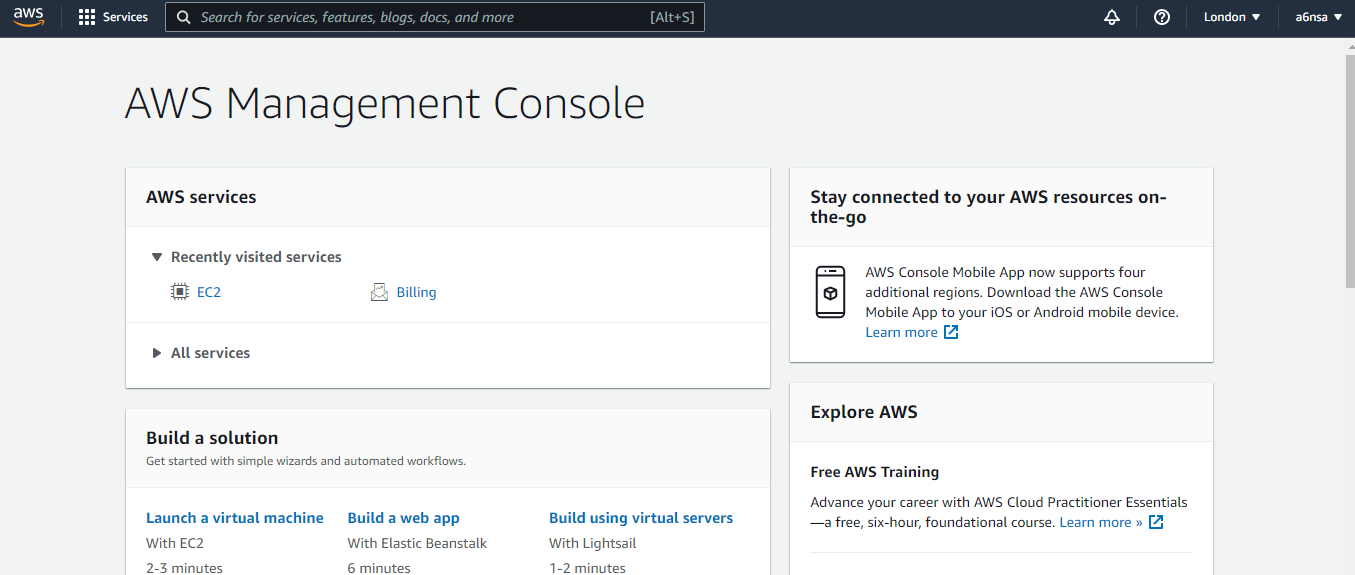 aws
Services
Search for services, features, blogs, docs, and more [Alt+S]
London
a6nsa
AWS Management Console
AWS services
Recently visited services
EC2
Billing
All services
Build a solution
Get started with simple wizards and automated workflows.
Launch a virtual machine
With EC2
2-3 minutes
Build a web app
With Elastic Beanstalk
6 minutes
Build using virtual servers
With Lightsail
1-2 minutes
Stay connected to your AWS resources on-
the-go
AWS Console Mobile App now supports four
additional regions. Download the AWS Console
Mobile App to your iOS or Android mobile device.
Learn more
Explore AWS
Free AWS Training
Advance your career with AWS Cloud Practitioner Essentials
—a free, six-hour, foundational course. Learn more »